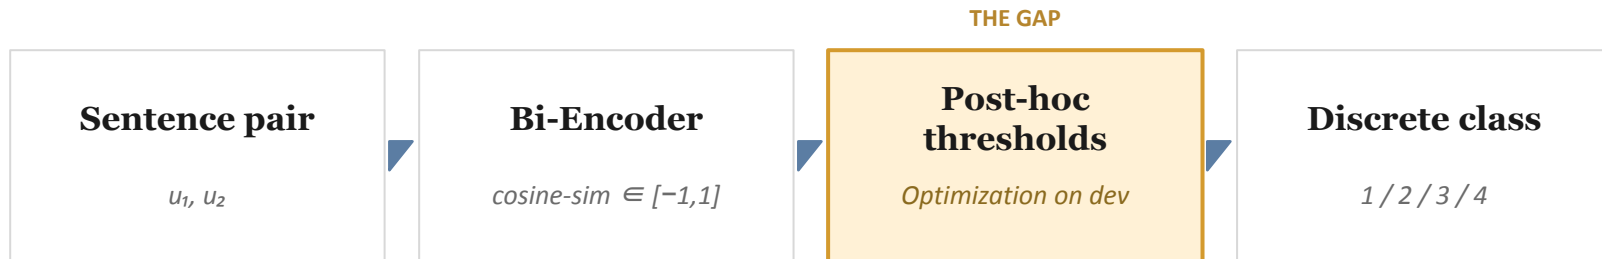 THE GAP
Sentence pair
u₁, u₂
Bi-Encoder
cosine-sim ∈ [−1,1]
Post-hoc
thresholds
Optimization on dev
Discrete class
1 / 2 / 3 / 4